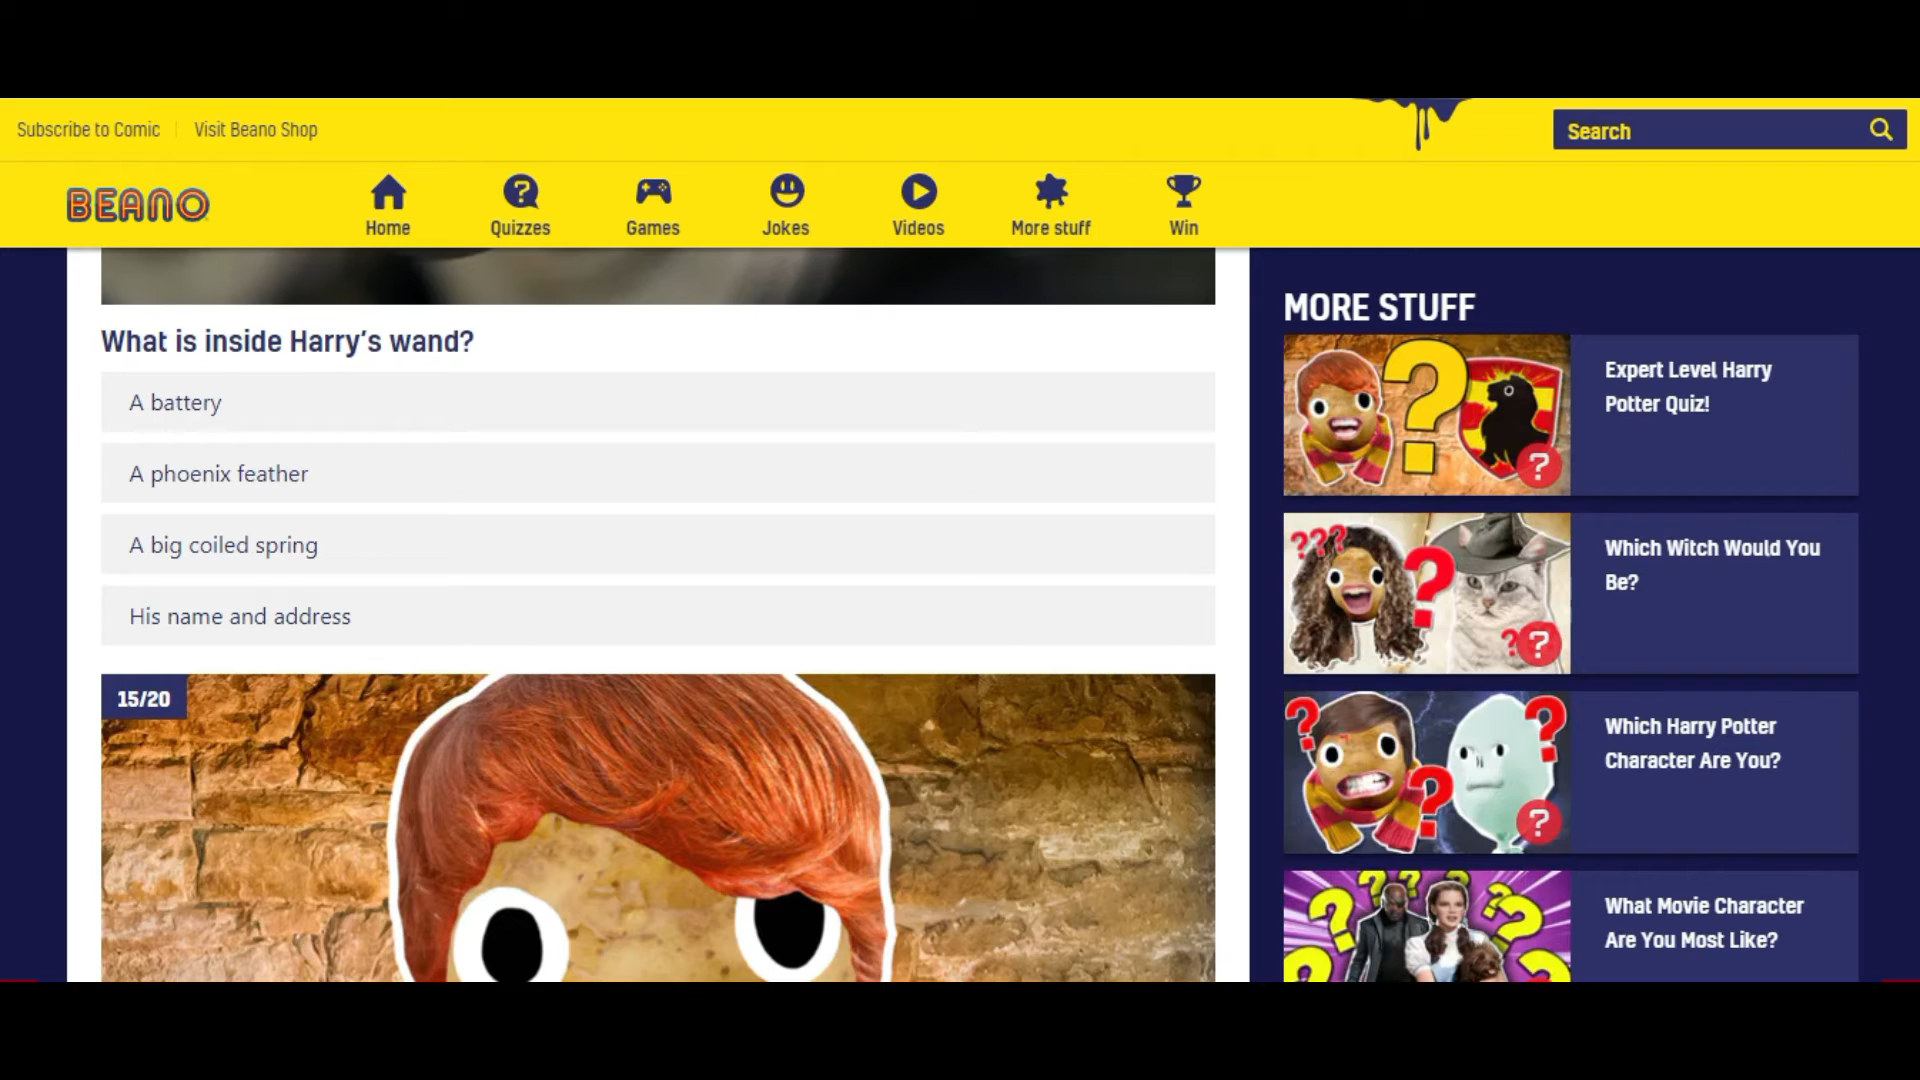 Subscribe to Comic
Visit Beano Shop
Search
BEANO
Home
Quizzes
Games
Jokes
Videos
More stuff
Win
What is inside Harry’s wand?
A battery
A phoenix feather
A big coiled spring
His name and address
15/20
MORE STUFF
?
?
Expert Level Harry
Potter Quiz!
???
?
?
?
Which Witch Would You
Be?
?
?
?
?
Which Harry Potter
Character Are You?
?
?
?
?
?
?
?
?
What Movie Character
Are You Most Like?